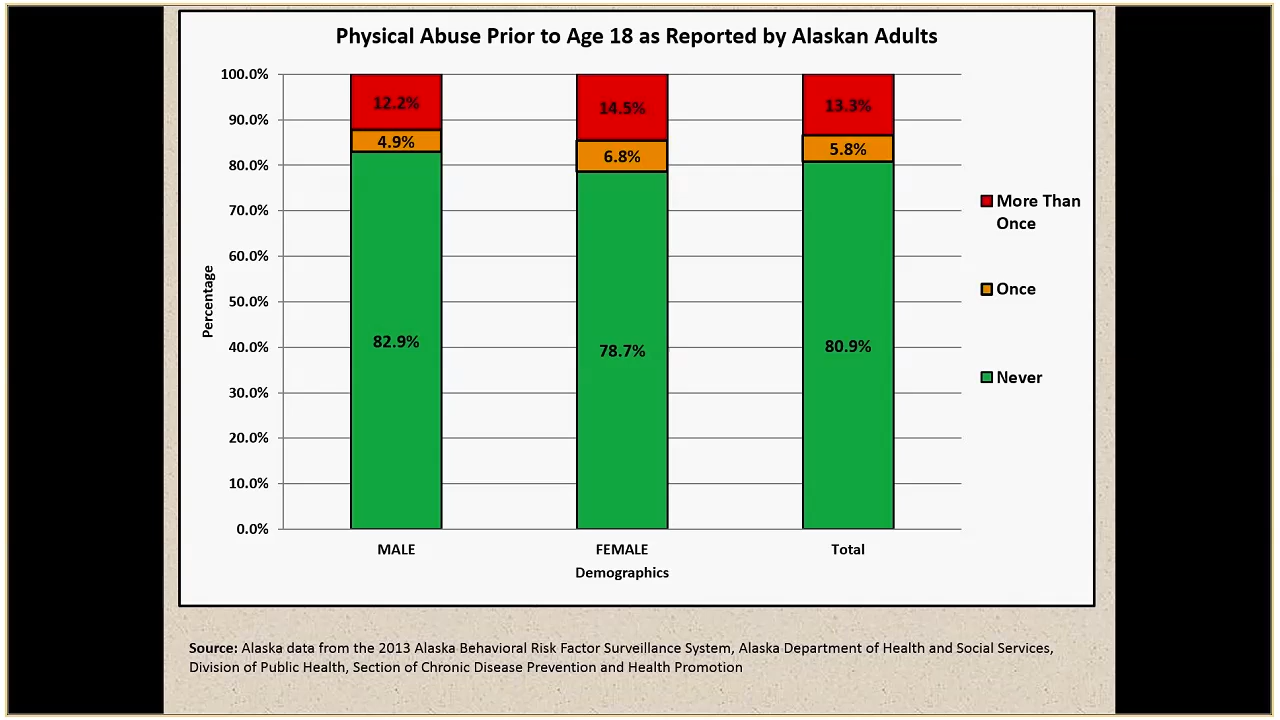 Physical Abuse Prior to Age 18 as Reported by Alaskan Adults
100.0%
90.0%
80.0%
70.0%
60.0%
50.0%
40.0%
30.0%
20.0%
10.0%
0.0%
Percentage
12.2%
4.9%
82.9%
14.5%
6.8%
78.7%
13.3%
5.8%
80.9%
MALE
FEMALE
Total
Demographics
More Than
Once
Once
Never
Source: Alaska data from the 2013 Alaska Behavioral Risk Factor Surveillance System, Alaska Department of Health and Social Services,
Division of Public Health, Section of Chronic Disease Prevention and Health Promotion